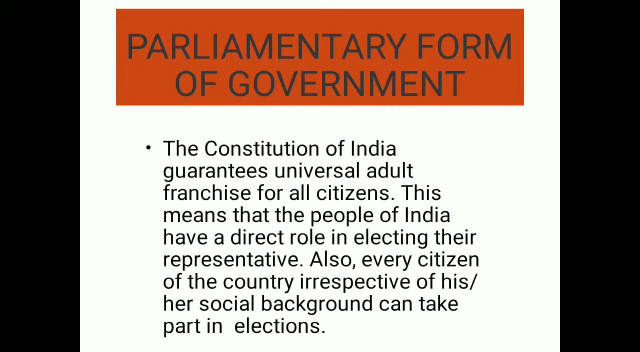 PARLIAMENTARY FORM
OF GOVERNMENT
• The Constitution of India
guarantees universal adult
franchise for all citizens. This
means that the people of India
have a direct role in electing their
representative. Also, every citizen
of the country irrespective of his/
her social background can take
part in  elections.